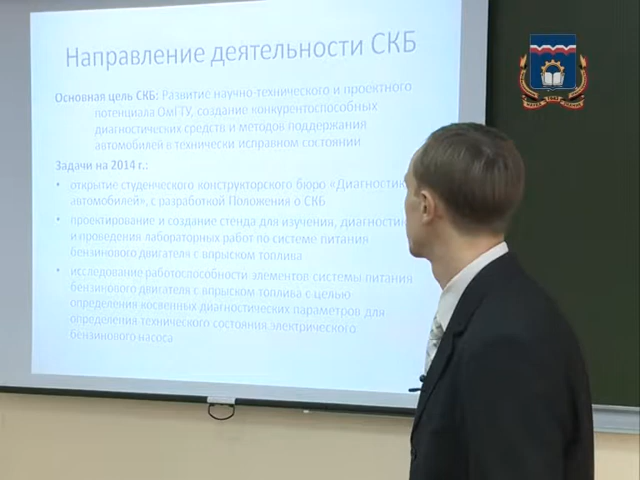 Направление деятельности СКБ
Основная цель СКБ: Развитие научно-технического и проектного
потенциала ОмГТУ, создание конкурентоспособных
диагностических средств и методов поддержания
автомобилей в технически исправном состоянии
Задачи на 2014 г.:
• открытие студенческого конструкторского бюро «Диагностик
автомобилей», с разработкой Положения о СКБ
• проектирование и создание стенда для изучения, диагностик
и проведения лабораторных работ по системе питания
бензинового двигателя с впрыском топлива
• исследование работоспособности элементов системы питания
бензинового двигателя с впрыском топлива с целью
определения косвенных диагностических параметров для
определения технического состояния электрического
бензинового насоса